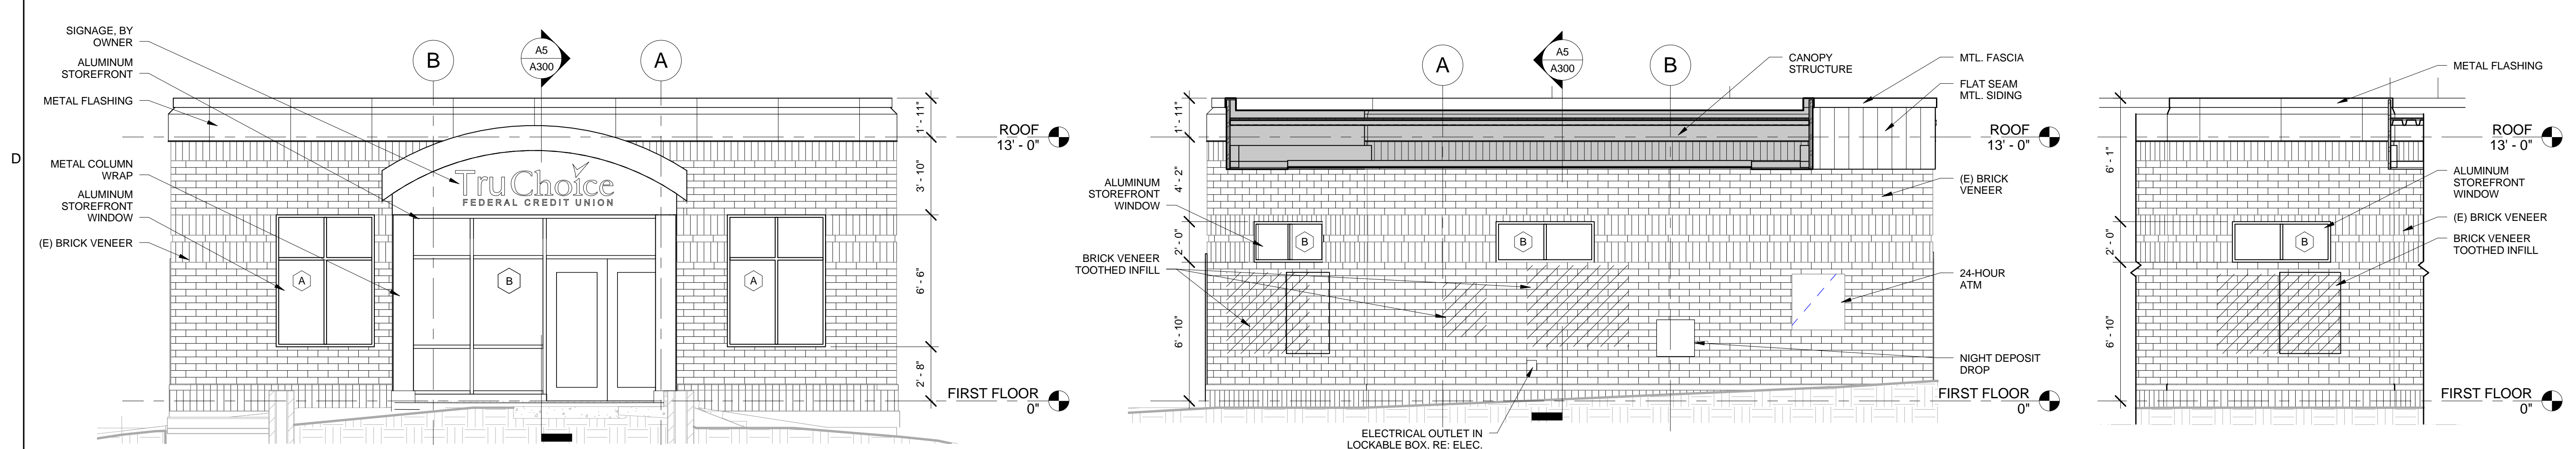 D
SIGNAGE, BY
OWNER
ALUMINUM
STOREFRONT
METAL FLASHING
METAL COLUMN
WRAP
ALUMINUM
STOREFRONT
WINDOW
(E) BRICK VENEER
B
A5
A300
A
TruChoice
FEDERAL CREDIT UNION
A
B
A
1' - 11"
3' - 10"
6' - 6"
2' - 8"
ROOF
13' - 0"
FIRST FLOOR
0"
A
A5
A300
B
CANOPY
STRUCTURE
MTL. FASCIA
FLAT SEAM
MTL. SIDING
1' - 11"
4' - 2"
2' - 0"
6' - 10"
ALUMINUM
STOREFRONT
WINDOW
BRICK VENEER
TOOTHED INFILL
B
B
(E) BRICK
VENEER
24-HOUR
ATM
NIGHT DEPOSIT
DROP
ELECTRICAL OUTLET IN
LOCKABLE BOX. RE: ELEC.
ROOF
13' - 0"
FIRST FLOOR
0"
6' - 1"
2' - 0"
6' - 10"
B
METAL FLASHING
ROOF
13' - 0"
ALUMINUM
STOREFRONT
WINDOW
(E) BRICK VENEER
BRICK VENEER
TOOTHED INFILL
FIRST FLOOR
0"